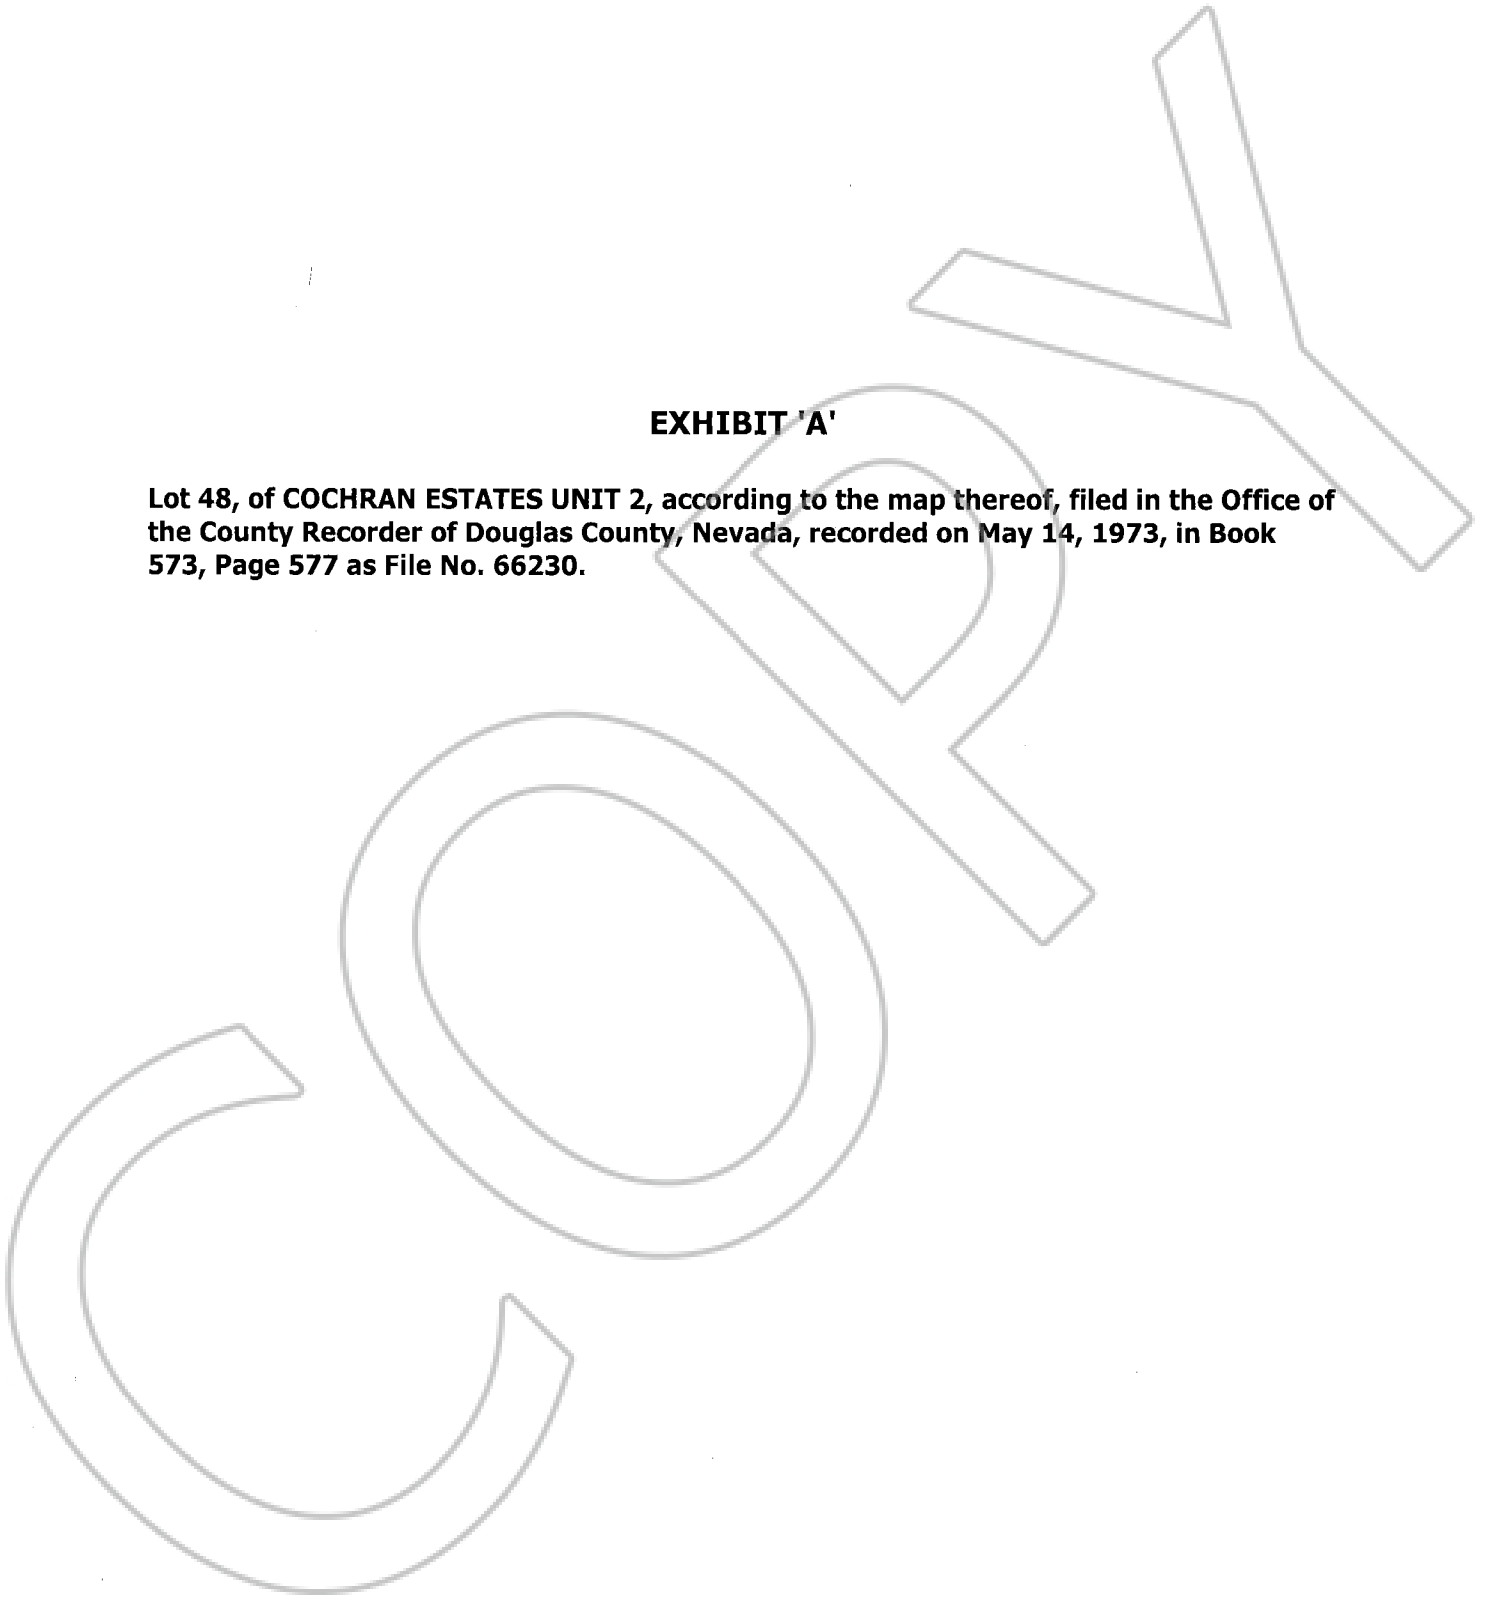 EXHIBIT 'A'
Lot 48, of COCHRAN ESTATES UNIT 2, according to the map thereof, filed in the Office of
the County Recorder of Douglas County, Nevada, recorded on May 14, 1973, in Book
573, Page 577 as File No. 66230.
COPY